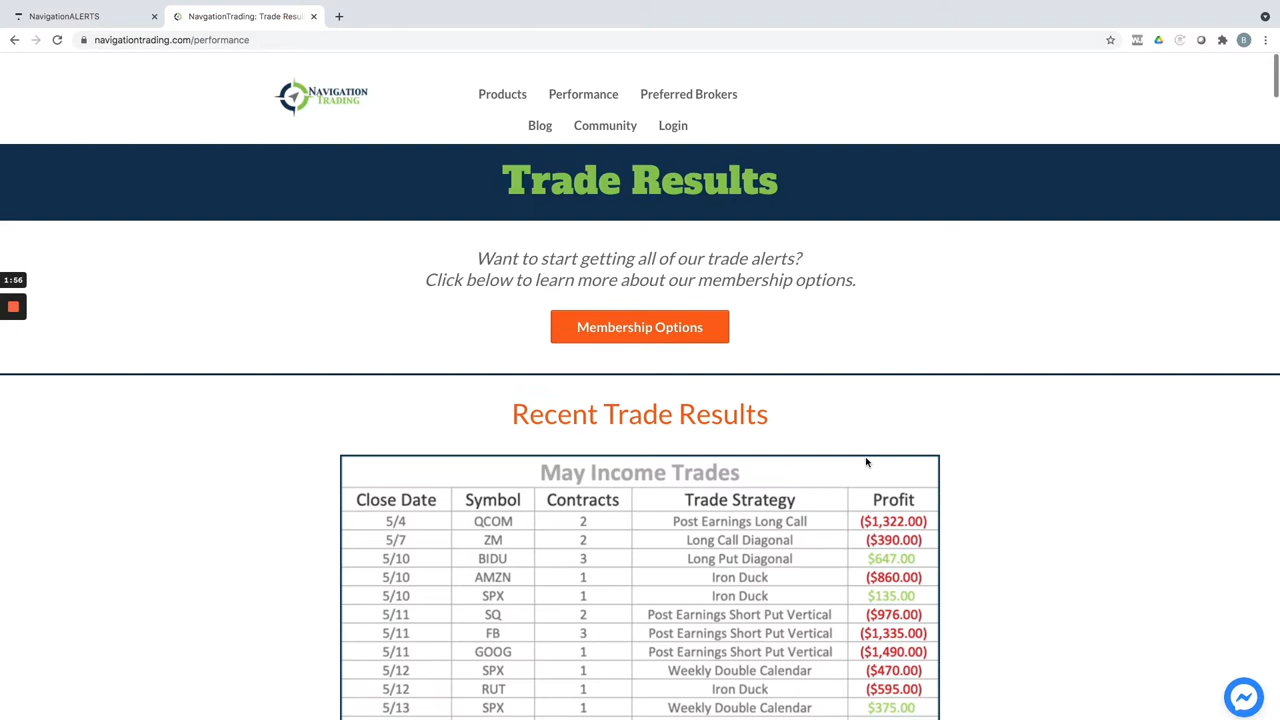 NavigationALERTS
NavgationTrading: Trade Resul
navigationtrading.com/performance
B
NAVIGATION
TRADING
Products Performance Preferred Brokers
Blog Community Login
Trade Results
1:56
Want to start getting all of our trade alerts?
Click below to learn more about our membership options.
Membership Options
Recent Trade Results
May Income Trades
Close Date Symbol Contracts Trade Strategy Profit
5/4 QCOM 2 Post Earnings Long Call ($1,322.00)
5/7 ZM 2 Long Call Diagonal ($390.00)
5/10 BIDU 3 Long Put Diagonal $647.00
5/10 AMZN 1 Iron Duck ($860.00)
5/10 SPX 1 Iron Duck $135.00
5/11 SQ 2 Post Earnings Short Put Vertical ($976.00)
5/11 FB 3 Post Earnings Short Put Vertical ($1,335.00)
5/11 GOOG 1 Post Earnings Short Put Vertical ($1,490.00)
5/12 SPX 1 Weekly Double Calendar ($470.00)
5/12 RUT 1 Iron Duck ($595.00)
5/13 SPX 1 Weekly Double Calendar $375.00